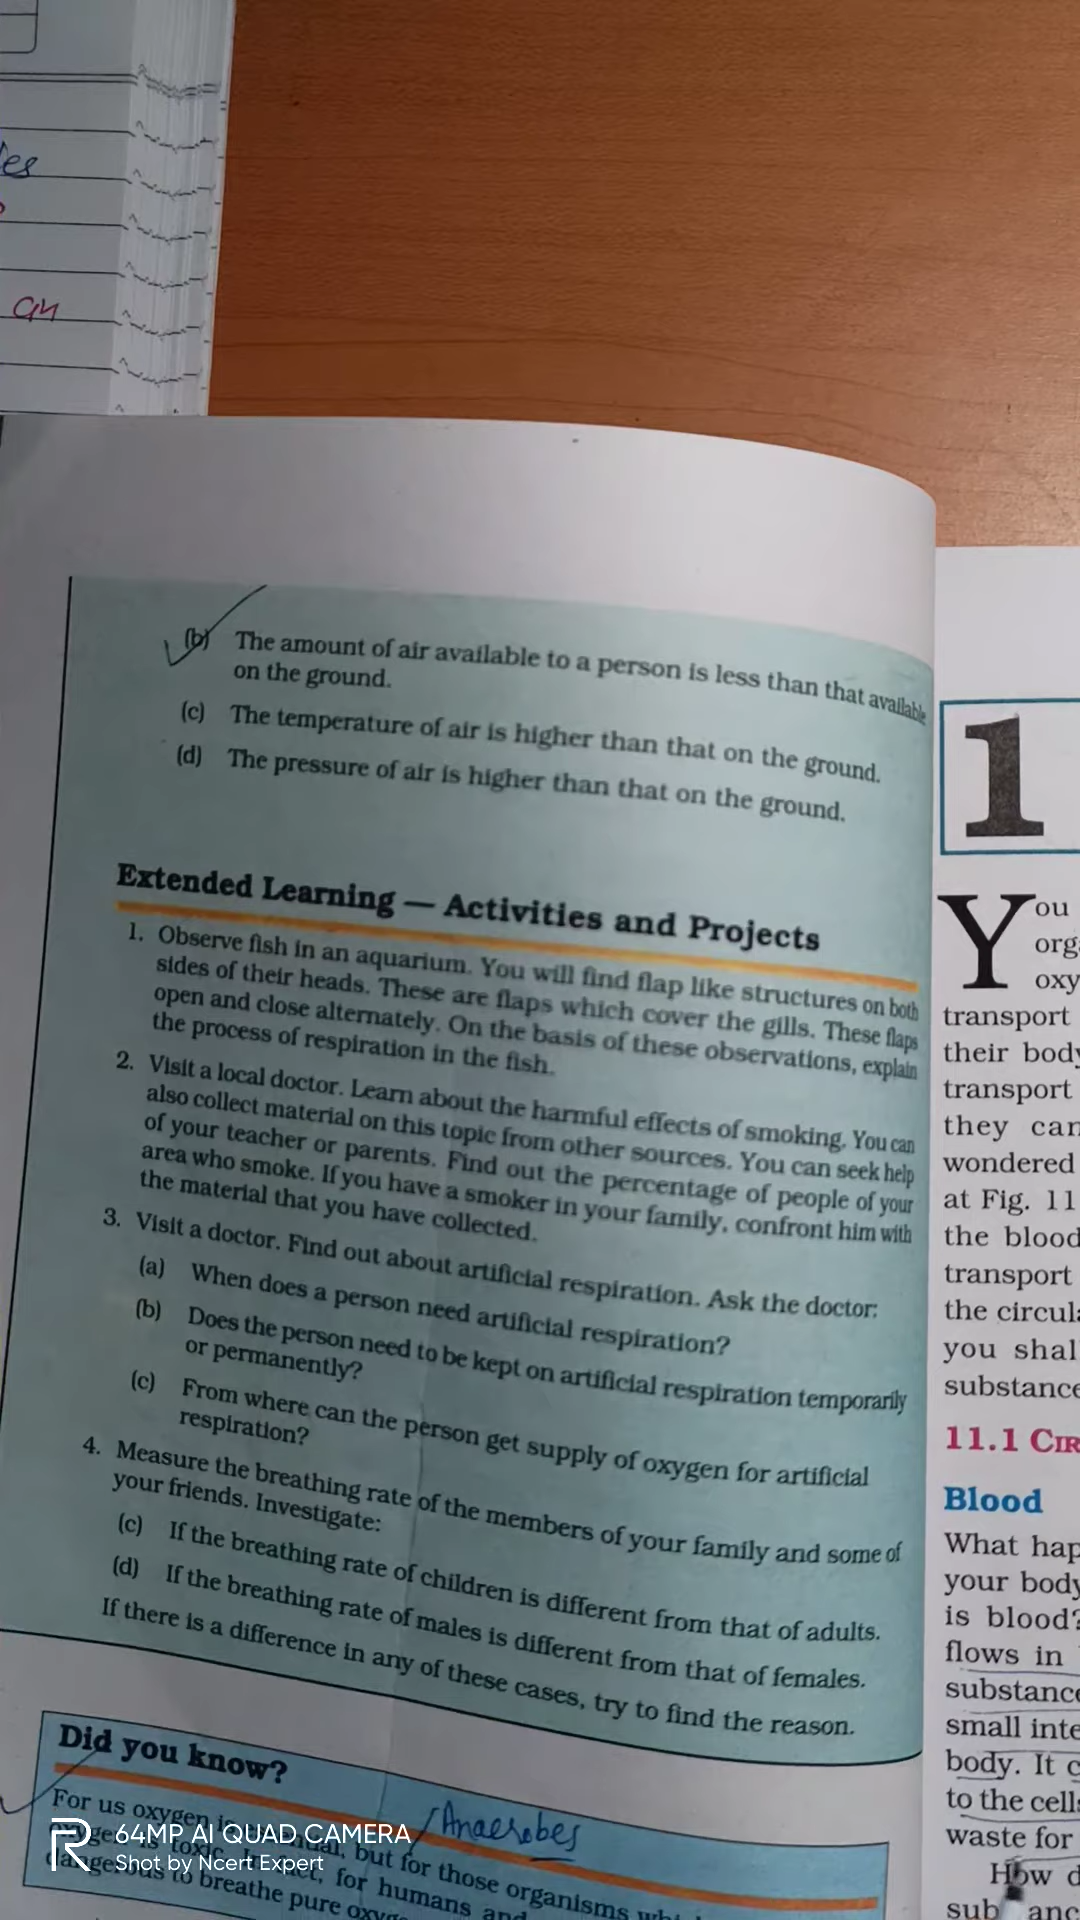 es
an
(b) The amount of air available to a person is less than that available
on the ground.
(c) The temperature of air is higher than that on the ground.
(d) The pressure of air is higher than that on the ground.
Extended Learning — Activities and Projects
1. Observe fish in an aquarium. You will find flap like structures on both
sides of their heads. These are flaps which cover the gills. These flaps
open and close alternately. On the basis of these observations, explain
the process of respiration in the fish.
2. Visit a local doctor. Learn about the harmful effects of smoking. You can
also collect material on this topic from other sources. You can seek help
of your teacher or parents. Find out the percentage of people of your
area who smoke. If you have a smoker in your family, confront him with
the material that you have collected.
3. Visit a doctor. Find out about artificial respiration. Ask the doctor:
(a) When does a person need artificial respiration?
(b) Does the person need to be kept on artificial respiration temporarily
or permanently?
(c) From where can the person get supply of oxygen for artificial
respiration?
4. Measure the breathing rate of the members of your family and some of
your friends. Investigate:
(c) If the breathing rate of children is different from that of adults.
(d) If the breathing rate of males is different from that of females.
If there is a difference in any of these cases, try to find the reason.
Did you know?
Anaerobes
For us oxygen is essential, but for those organisms
toxic. In fact, for humans
dangerous to breathe pure
64MP AI QUAD CAMERA
Shot by Ncert Expert
1
You
org
oxy
transport
their body
transport
they can
wondered
at Fig. 11
the blood
transport
the circul
you shal
substance
11.1 CIR
Blood
What hap
your body
is blood?
flows in
substance
small inte
body. It c
to the cell
waste for
How d
sub anc